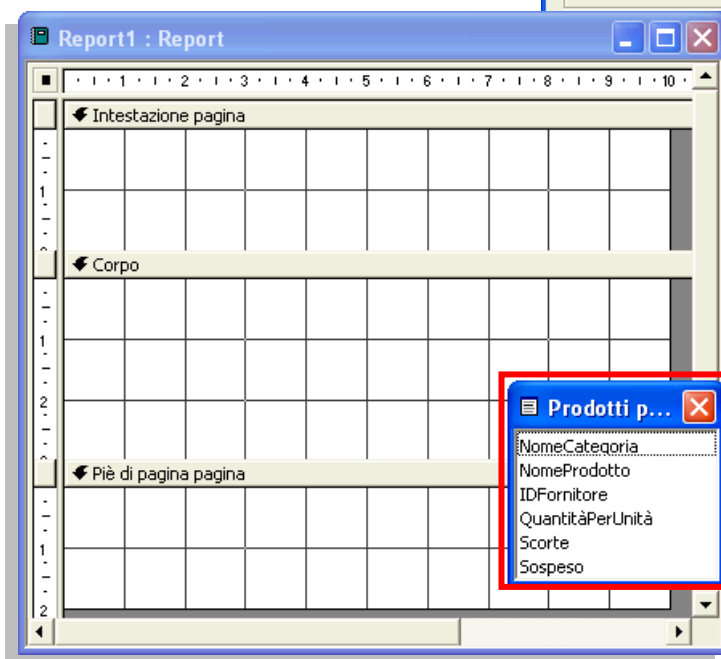 Report1 : Report
1 2 3 4 5 6 7 8 9 10
Intestazione pagina
1
Corpo
1
2
Prodotti p...
NomeCategoria
NomeProdotto
IDFornitore
QuantitàPerUnità
Scorte
Sospeso
Piè di pagina pagina
1
2